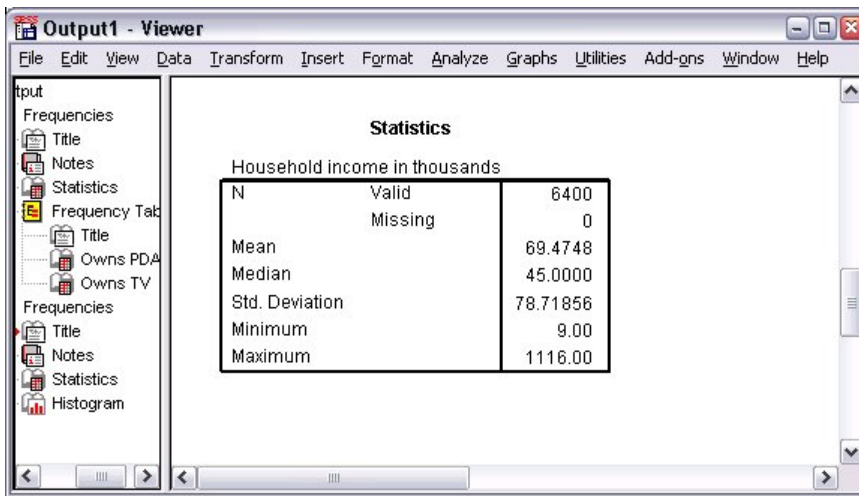 Output1 - Viewer
File Edit View Data Transform Insert Format Analyze Graphs Utilities Add-ons Window Help
tput
Frequencies
Title
Notes
Statistics
Frequency Tab
Title
Owns PDA
Owns TV
Frequencies
Title
Notes
Statistics
Histogram
Statistics
Household income in thousands
N Valid 6400
Missing 0
Mean 69.4748
Median 45.0000
Std. Deviation 78.71856
Minimum 9.00
Maximum 1116.00